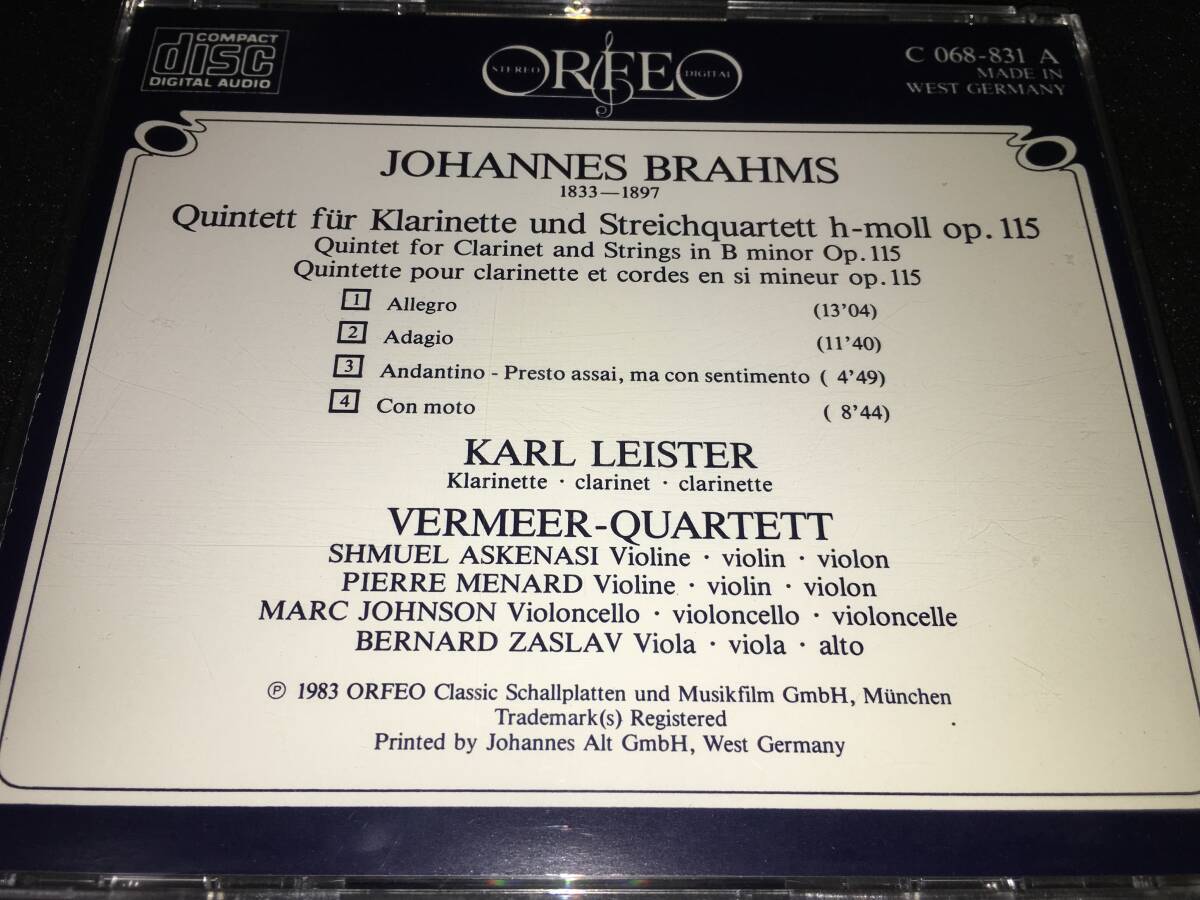 COMPACT
disc
DIGITAL AUDIO
STEREO ORFEO DIGITAL
C 068-831 A
MADE IN
WEST GERMANY
JOHANNES BRAHMS
1833—1897
Quintett für Klarinette und Streichquartett h-moll op. 115
Quintet for Clarinet and Strings in B minor Op. 115
Quintette pour clarinette et cordes en si mineur op. 115
1 Allegro (13'04)
2 Adagio (11'40)
3 Andantino - Presto assai, ma con sentimento ( 4'49)
4 Con moto ( 8'44)
KARL LEISTER
Klarinette · clarinet · clarinette
VERMEER-QUARTETT
SHMUEL ASKENASI Violine · violin · violon
PIERRE MENARD Violine · violin · violon
MARC JOHNSON Violoncello · violoncello · violoncelle
BERNARD ZASLAV Viola · viola · alto
℗ 1983 ORFEO Classic Schallplatten und Musikfilm GmbH, München
Trademark(s) Registered
Printed by Johannes Alt GmbH, West Germany